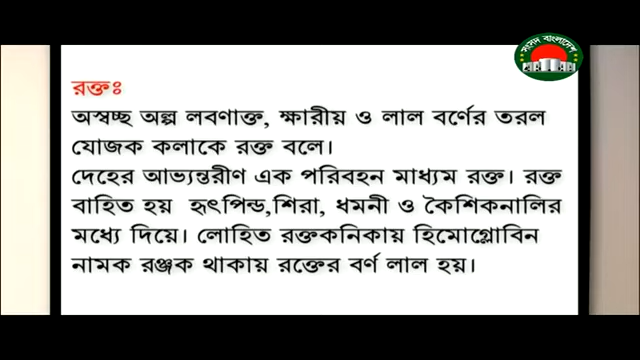 সংসদ বাংলাদেশ
রক্তঃ
অস্বচ্ছ অল্প লবণাক্ত, ক্ষারীয় ও লাল বর্ণের তরল
যোজক কলাকে রক্ত বলে।
দেহের আভ্যন্তরীণ এক পরিবহন মাধ্যম রক্ত। রক্ত
বাহিত হয় হৃৎপিন্ড,শিরা, ধমনী ও কৈশিকনালির
মধ্যে দিয়ে। লোহিত রক্তকনিকায় হিমোগ্লোবিন
নামক রঞ্জক থাকায় রক্তের বর্ণ লাল হয়।